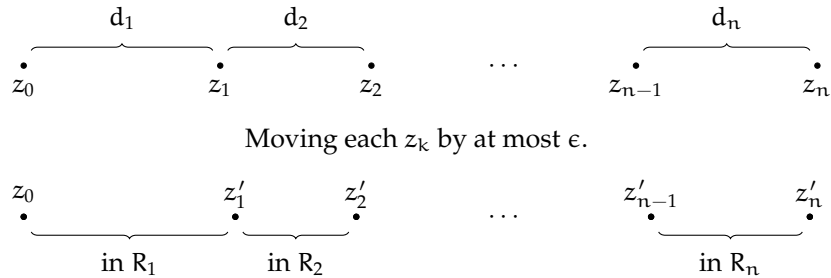 d₁ d₂ dₙ
z₀ z₁ z₂ ⋯ zₙ₋₁ zₙ
Moving each zₖ by at most ϵ.
z₀ z′₁ z′₂ ⋯ z′ₙ₋₁ z′ₙ
in R₁ in R₂ in Rₙ